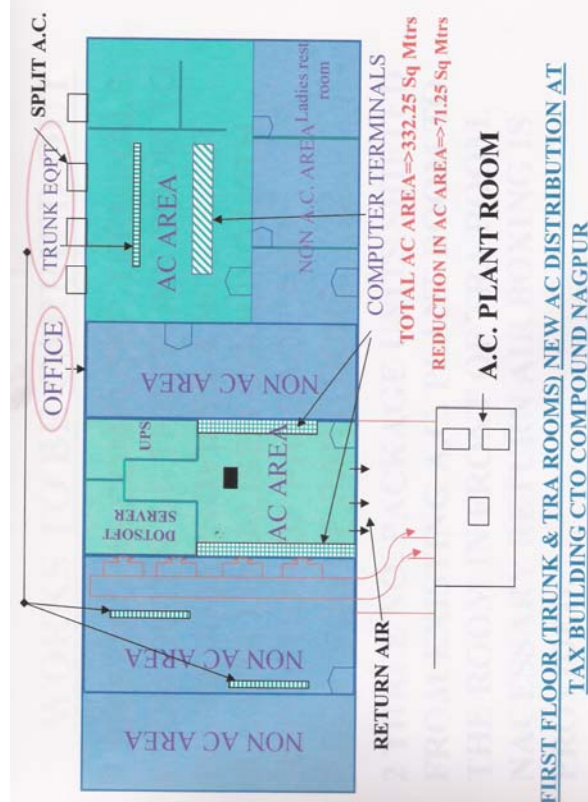 SPLIT A.C.
OFFICE
TRUNK EQPT
UPS
DOTSOFT
SERVER
AC AREA
Ladies rest
room
NON AC AREA
NON AC AREA
NON AC AREA
AC AREA
NON A.C. AREA
RETURN AIR
COMPUTER TERMINALS
TOTAL AC AREA=>332.25 Sq Mtrs
REDUCTION IN AC AREA=>71.25 Sq Mtrs
A.C. PLANT ROOM
FIRST FLOOR (TRUNK & TRA ROOMS) NEW AC DISTRIBUTION AT
TAX BUILDING CTO COMPOUND NAGPUR